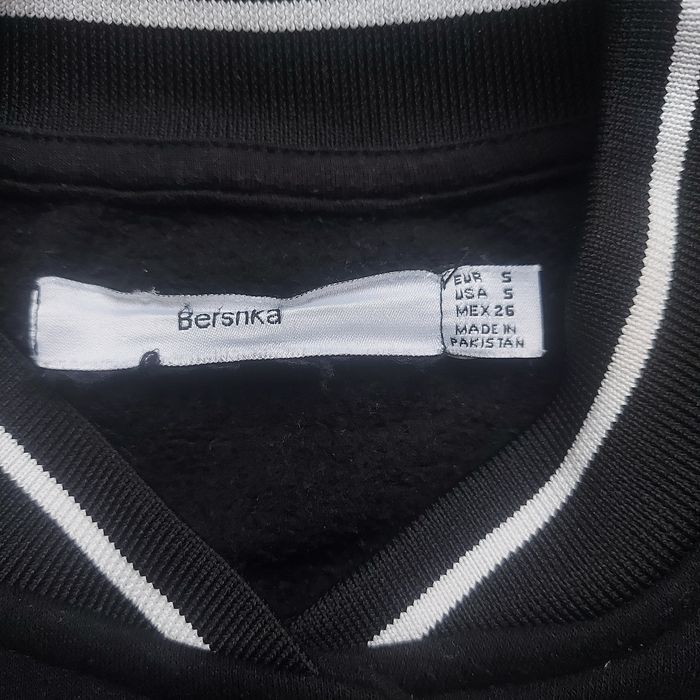 Bershka
EUR S
USA S
MEX 26
MADE IN
PAKISTAN